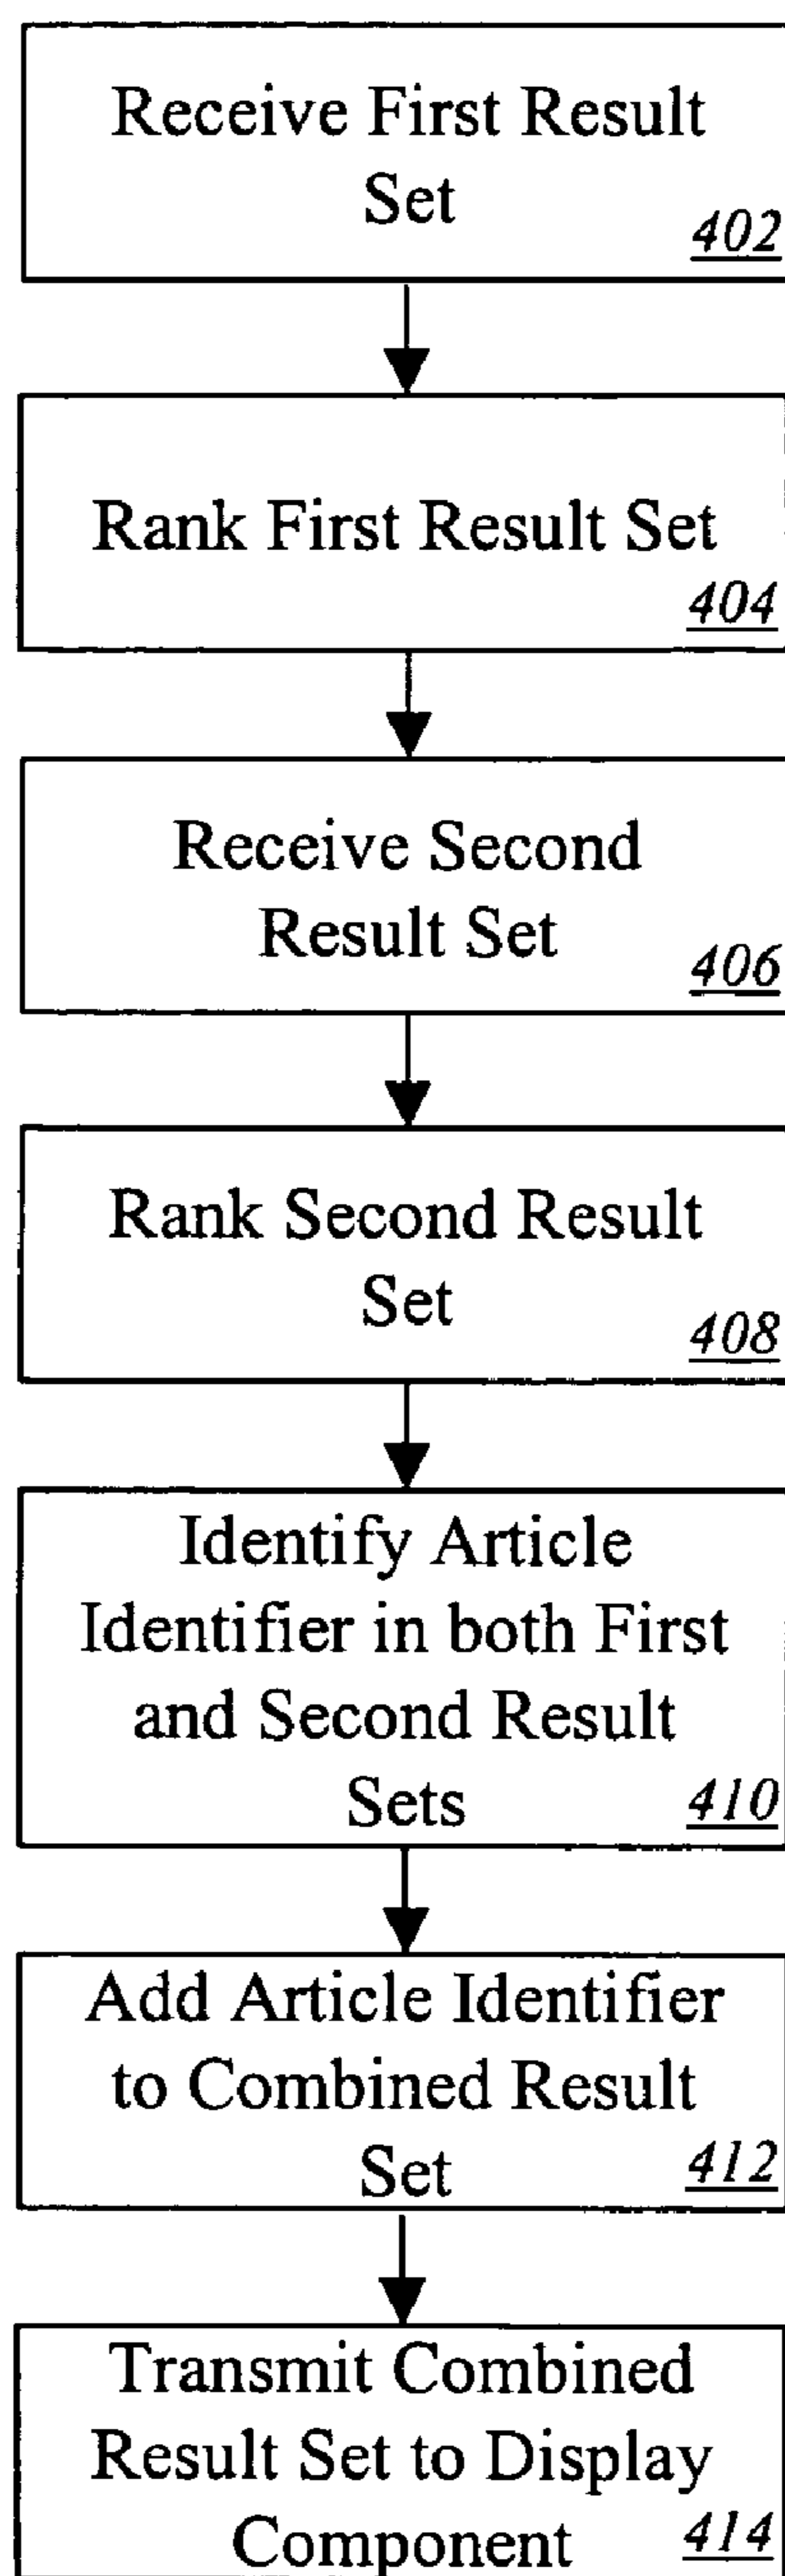 Receive First Result
Set
402
Rank First Result Set
404
Receive Second
Result Set
406
Rank Second Result
Set
408
Identify Article
Identifier in both First
and Second Result
Sets
410
Add Article Identifier
to Combined Result
Set
412
Transmit Combined
Result Set to Display
Component
414